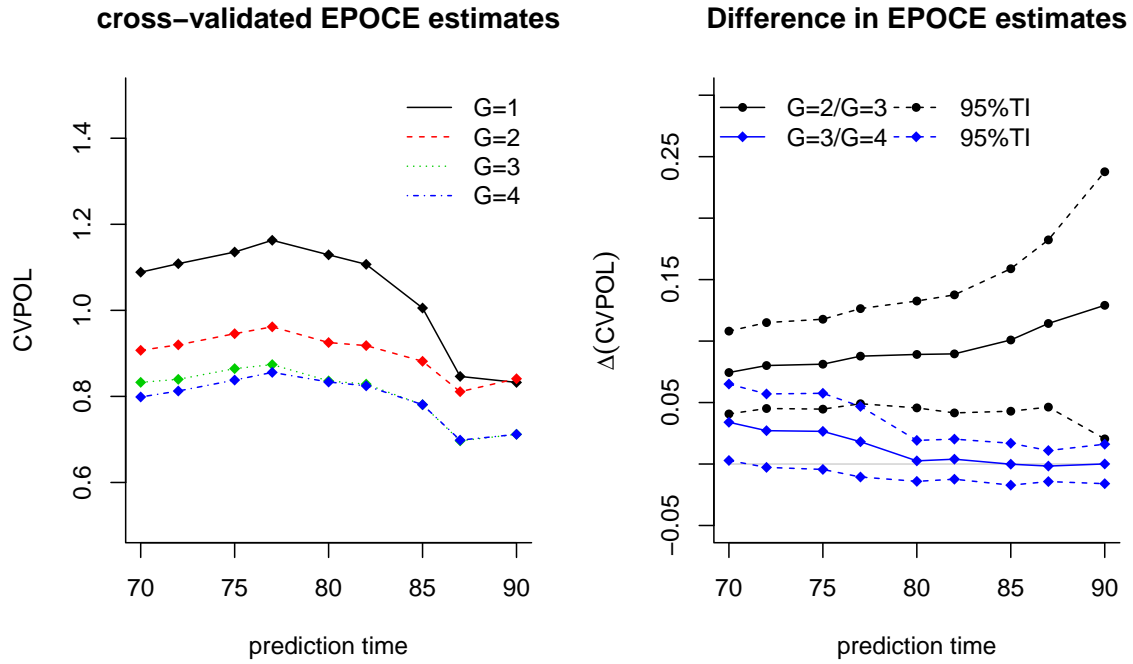 cross−validated EPOCE estimates
CVPOL
1.4
1.2
1.0
0.8
0.6
G=1
G=2
G=3
G=4
70 75 80 85 90
prediction time
Difference in EPOCE estimates
Δ(CVPOL)
0.25
0.15
0.05
−0.05
G=2/G=3 95%TI
G=3/G=4 95%TI
70 75 80 85 90
prediction time